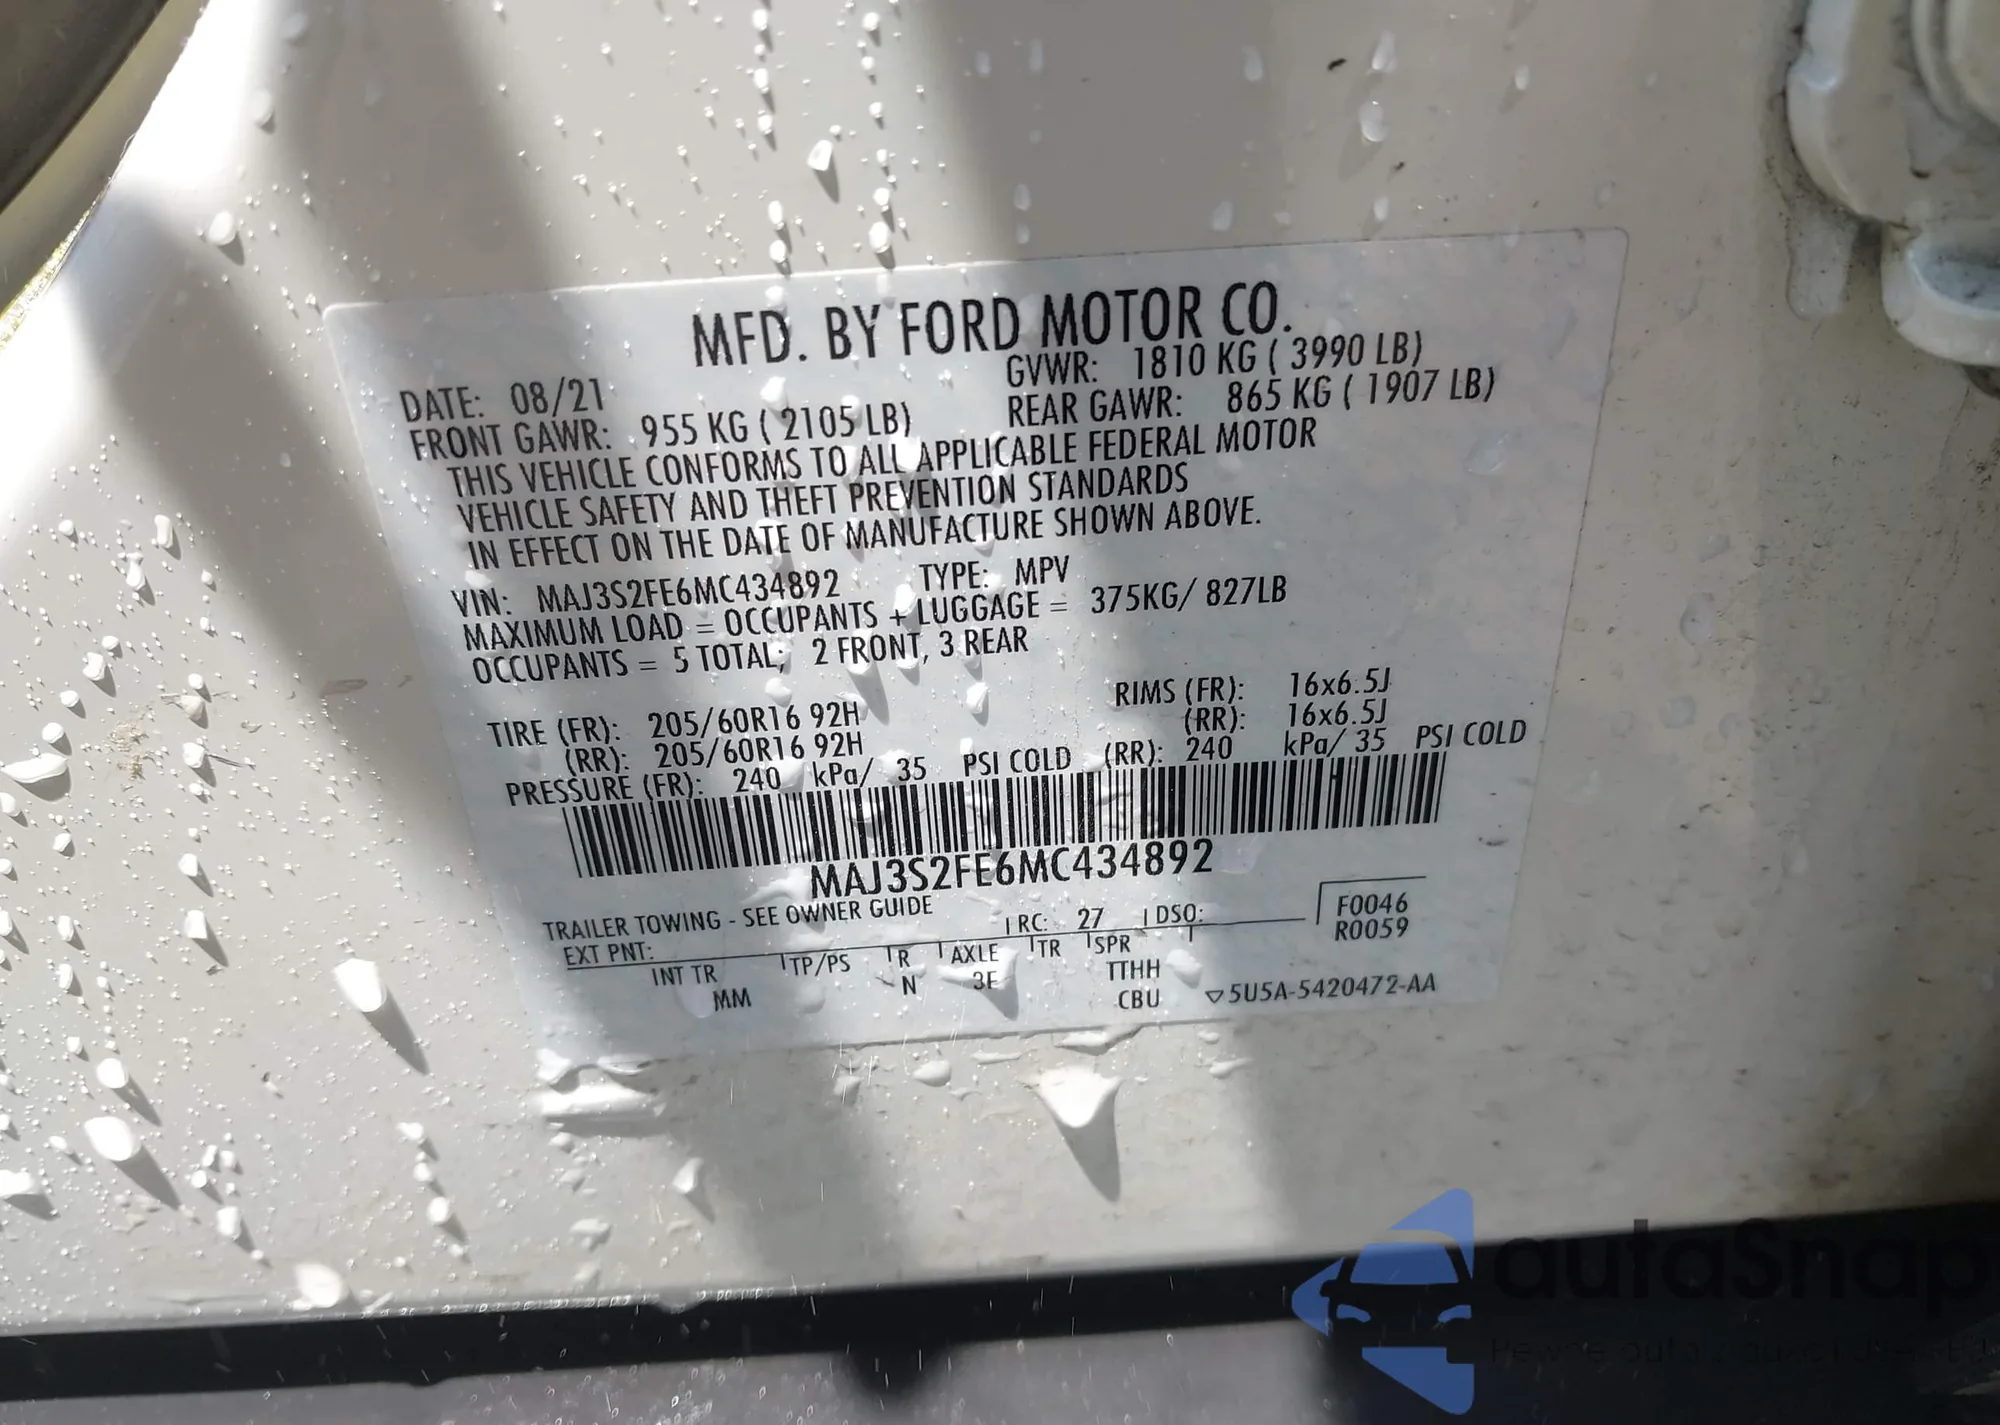 MFD. BY FORD MOTOR CO.
DATE: 08/21 GVWR: 1810 KG ( 3990 LB)
FRONT GAWR: 955 KG ( 2105 LB) REAR GAWR: 865 KG ( 1907 LB)
THIS VEHICLE CONFORMS TO ALL APPLICABLE FEDERAL MOTOR
VEHICLE SAFETY AND THEFT PREVENTION STANDARDS
IN EFFECT ON THE DATE OF MANUFACTURE SHOWN ABOVE.
VIN: MAJ3S2FE6MC434892 TYPE: MPV
MAXIMUM LOAD = OCCUPANTS + LUGGAGE = 375KG/ 827LB
OCCUPANTS = 5 TOTAL; 2 FRONT, 3 REAR
TIRE (FR): 205/60R16 92H RIMS (FR): 16x6.5J
(RR): 205/60R16 92H (RR): 16x6.5J
PRESSURE (FR): 240 kPa/ 35 PSI COLD (RR): 240 kPa/ 35 PSI COLD
MAJ3S2FE6MC434892
TRAILER TOWING - SEE OWNER GUIDE
EXT PNT: RC: 27 DSO: F0046
R0059
INT TR TP/PS R AXLE TR SPR
MM N 3E TTHH
CBU ▽5U5A-5420472-AA
autaSnap